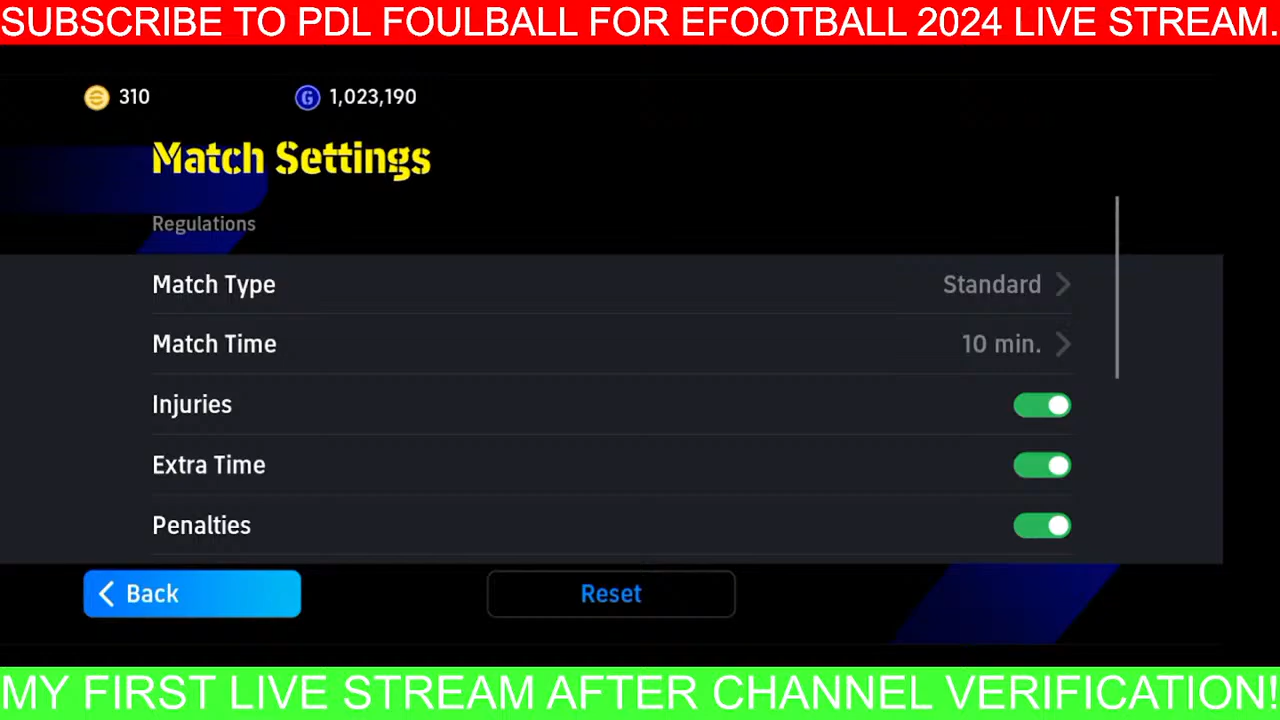 SUBSCRIBE TO PDL FOULBALL FOR EFOOTBALL 2024 LIVE STREAM.
310 G 1,023,190
Match Settings
Regulations
Match Type Standard
Match Time 10 min.
Injuries
Extra Time
Penalties
Back Reset
MY FIRST LIVE STREAM AFTER CHANNEL VERIFICATION!